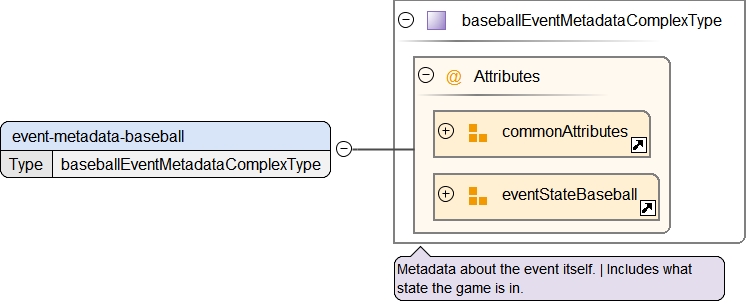 baseballEventMetadataComplexType
@ Attributes
commonAttributes
eventStateBaseball
event-metadata-baseball
Type baseballEventMetadataComplexType
Metadata about the event itself. | Includes what
state the game is in.